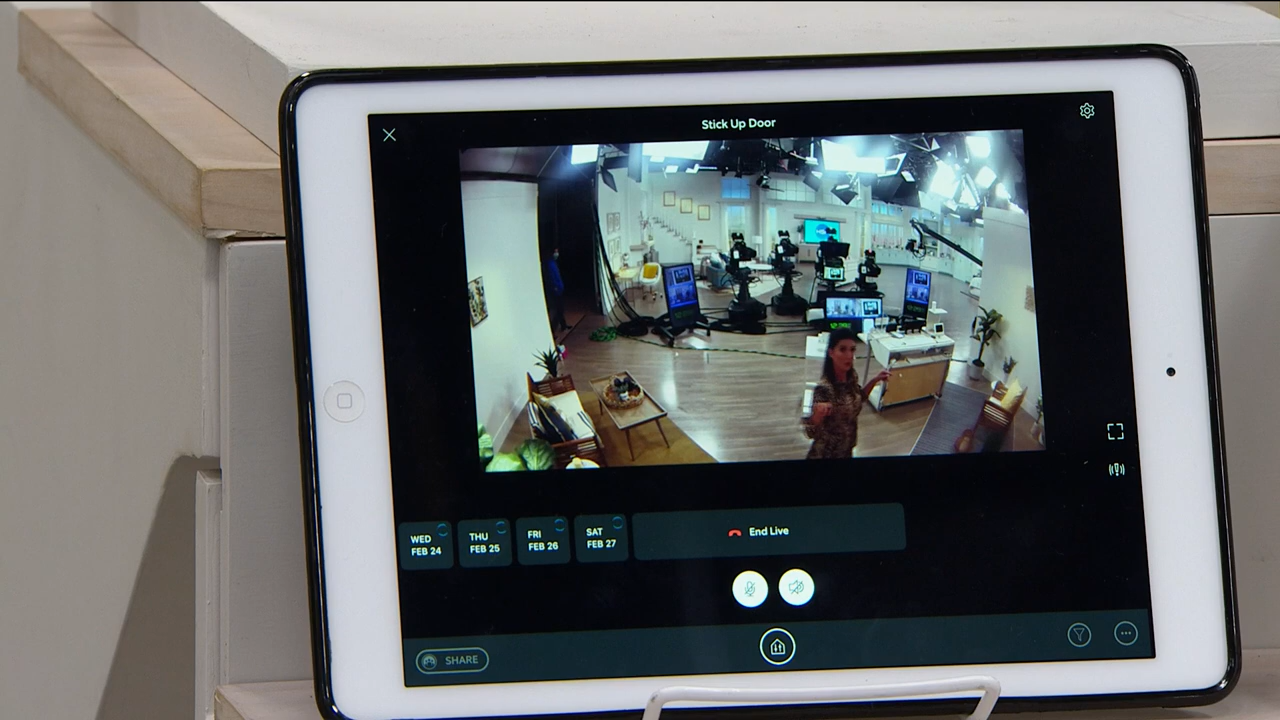 Stick Up Door
WED
FEB 24
THU
FEB 25
FRI
FEB 26
SAT
FEB 27
End Live
SHARE